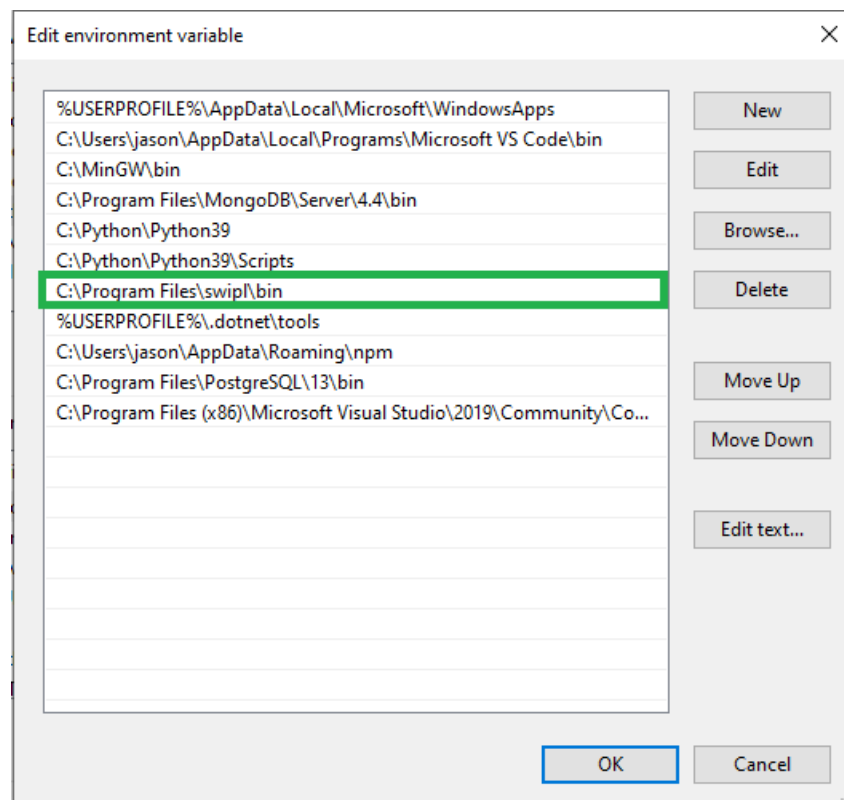 Edit environment variable
%USERPROFILE%\AppData\Local\Microsoft\WindowsApps
C:\Users\jason\AppData\Local\Programs\Microsoft VS Code\bin
C:\MinGW\bin
C:\Program Files\MongoDB\Server\4.4\bin
C:\Python\Python39
C:\Python\Python39\Scripts
C:\Program Files\swipl\bin
%USERPROFILE%\.dotnet\tools
C:\Users\jason\AppData\Roaming\npm
C:\Program Files\PostgreSQL\13\bin
C:\Program Files (x86)\Microsoft Visual Studio\2019\Community\Co...
New
Edit
Browse...
Delete
Move Up
Move Down
Edit text...
OK
Cancel